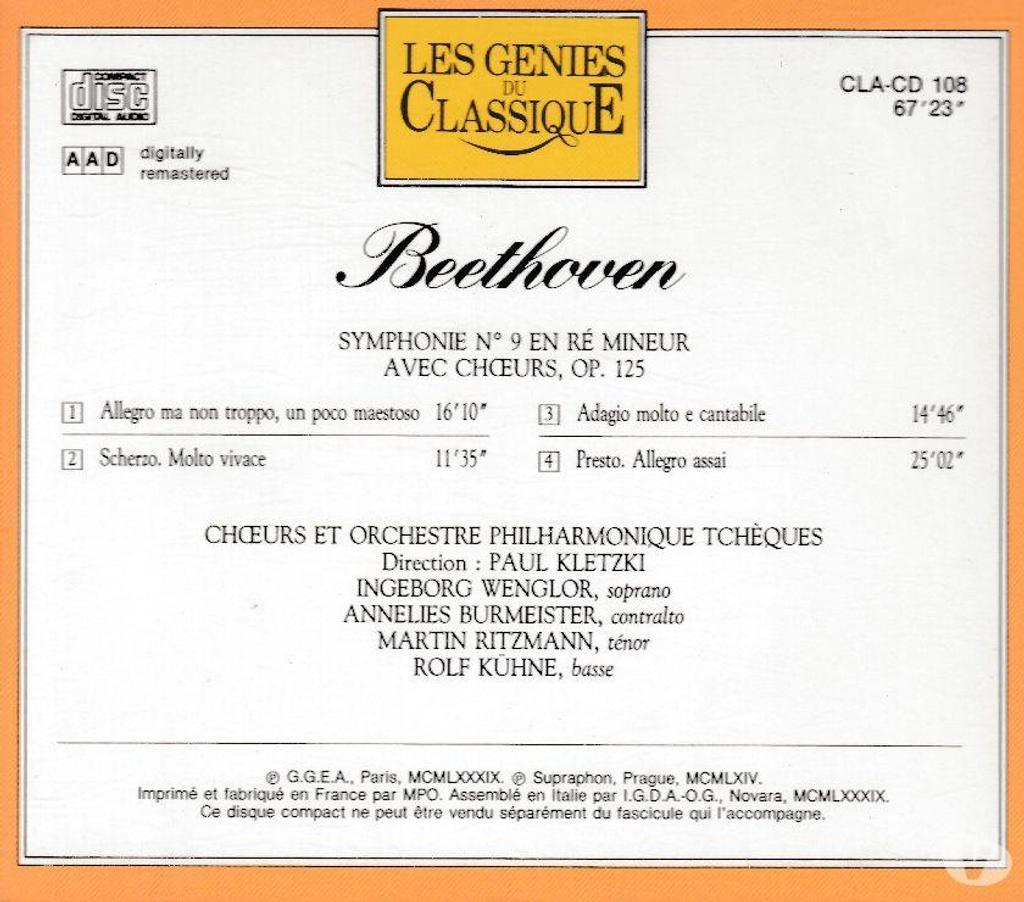 LES GENIES
DU
CLASSIQUE
COMPACT
disc
DIGITAL AUDIO
CLA-CD 108
67'23"
AAD digitally
remastered
Beethoven
SYMPHONIE N° 9 EN RÉ MINEUR
AVEC CHŒURS, OP. 125
1 Allegro ma non troppo, un poco maestoso 16'10"
2 Scherzo. Molto vivace 11'35"
3 Adagio molto e cantabile 14'46"
4 Presto. Allegro assai 25'02"
CHŒURS ET ORCHESTRE PHILHARMONIQUE TCHÈQUES
Direction : PAUL KLETZKI
INGEBORG WENGLOR, soprano
ANNELIES BURMEISTER, contralto
MARTIN RITZMANN, ténor
ROLF KÜHNE, basse
℗ G.G.E.A., Paris, MCMLXXXIX. ℗ Supraphon, Prague, MCMLXIV.
Imprimé et fabriqué en France par MPO. Assemblé en Italie par I.G.D.A.-O.G., Novara, MCMLXXXIX.
Ce disque compact ne peut être vendu séparément du fascicule qui l'accompagne.